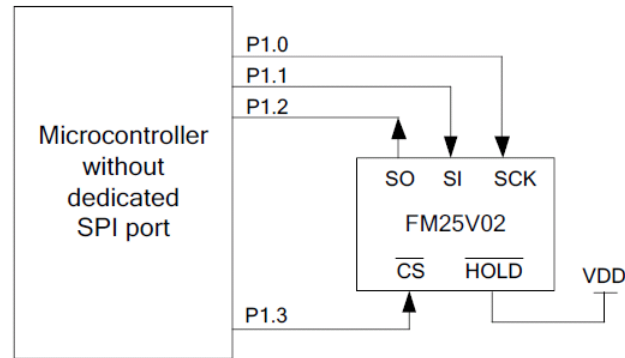 P1.0
P1.1
P1.2
Microcontroller
without
dedicated
SPI port
SO SI SCK
FM25V02
CS HOLD
VDD
P1.3